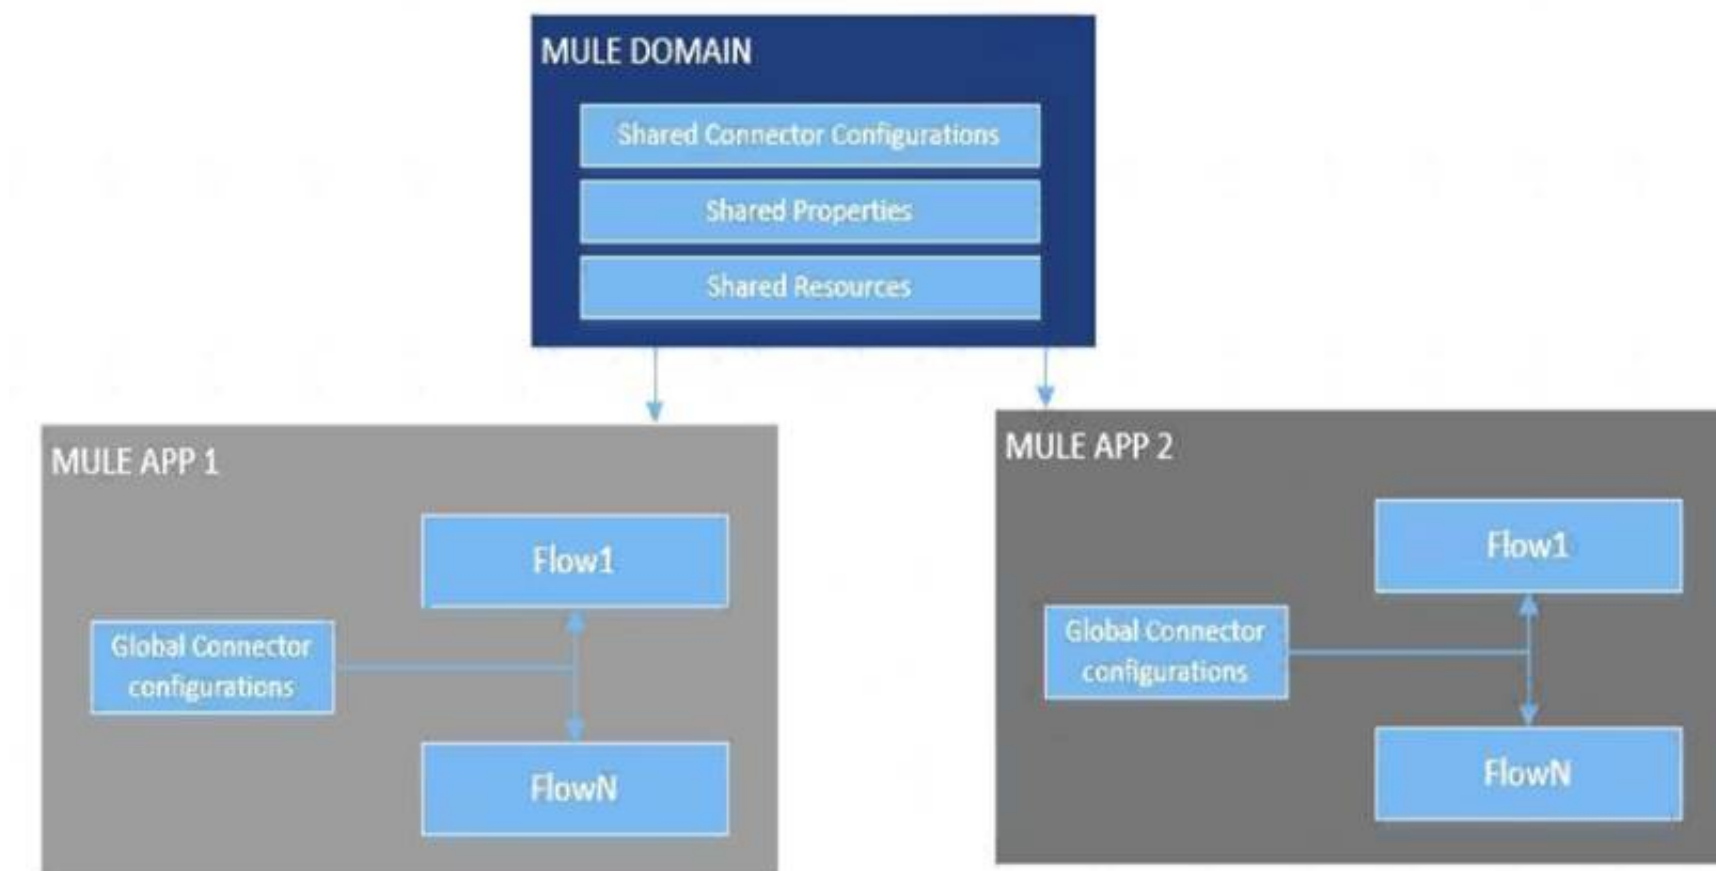 MULE DOMAIN
Shared Connector Configurations
Shared Properties
Shared Resources
MULE APP 1
Flow1
Global Connector
configurations
FlowN
MULE APP 2
Flow1
Global Connector
configurations
FlowN